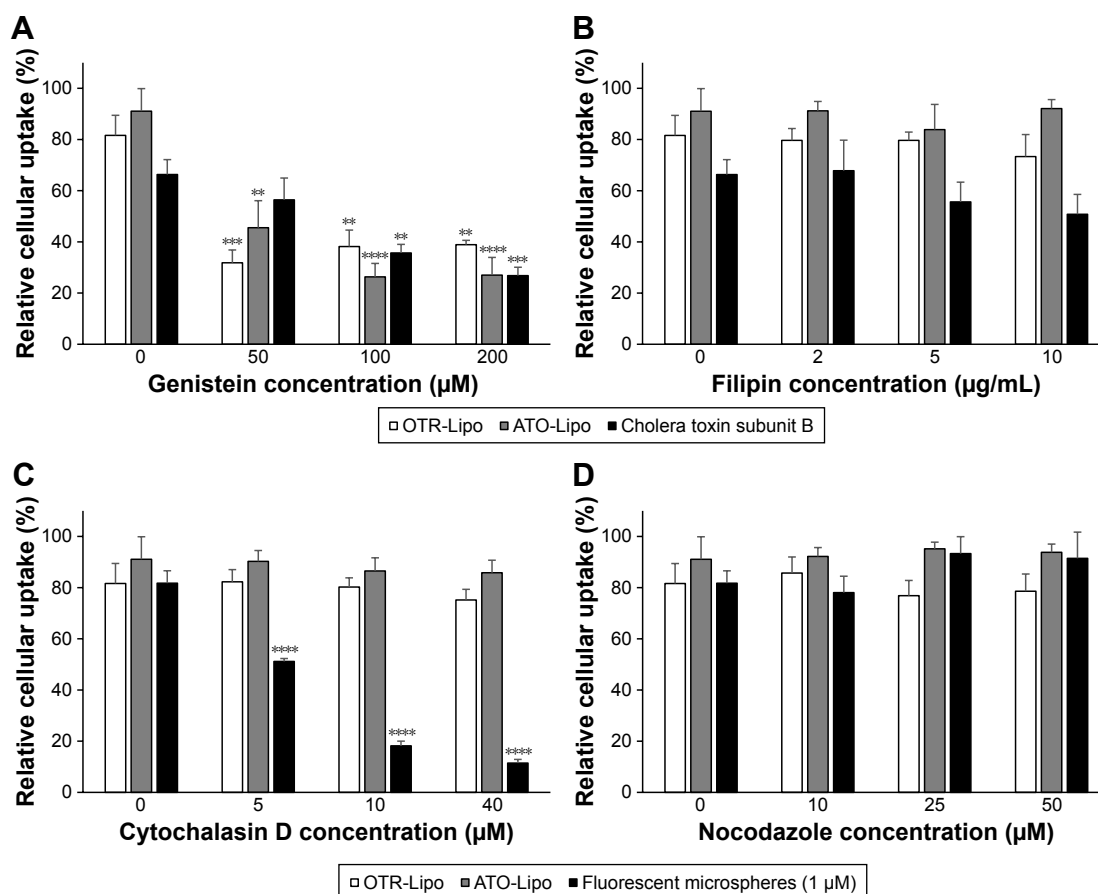 A
B
Relative cellular uptake (%)
100
80
60
40
20
0
***
**
**
****
**
**
****
***
0 50 100 200
Genistein concentration (µM)
Relative cellular uptake (%)
100
80
60
40
20
0
0 2 5 10
Filipin concentration (µg/mL)
OTR-Lipo ATO-Lipo Cholera toxin subunit B
C
D
Relative cellular uptake (%)
100
80
60
40
20
0
****
****
****
0 5 10 40
Cytochalasin D concentration (µM)
Relative cellular uptake (%)
100
80
60
40
20
0
0 10 25 50
Nocodazole concentration (µM)
OTR-Lipo ATO-Lipo Fluorescent microspheres (1 µM)